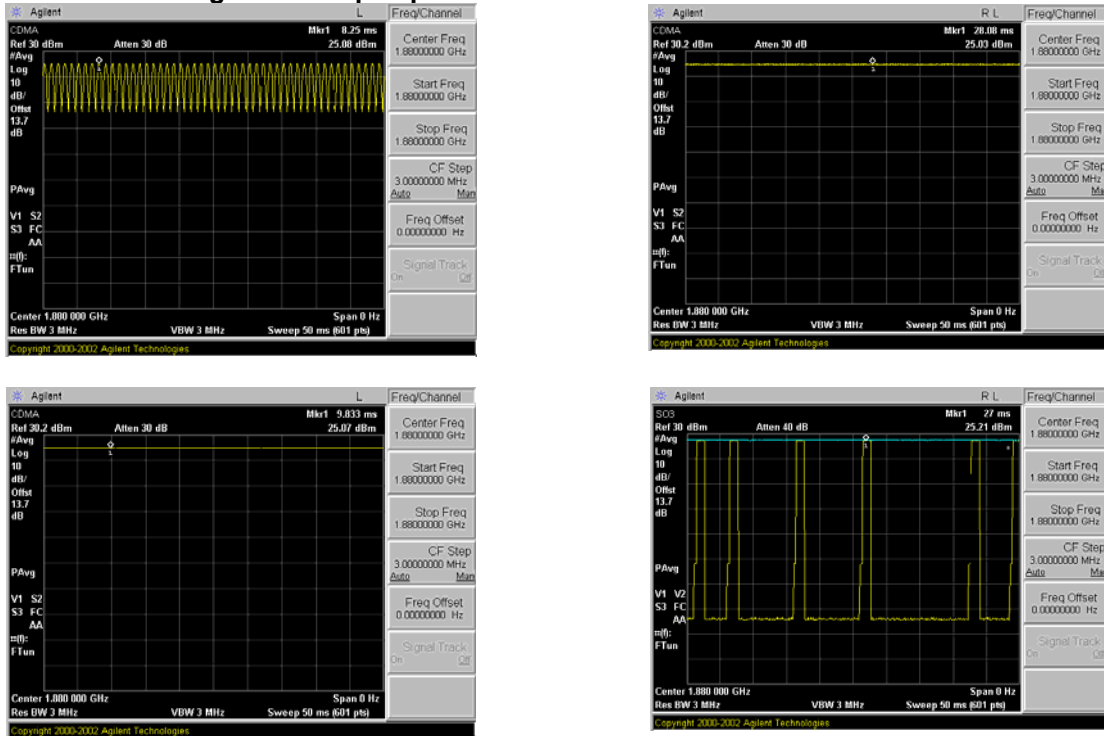 Agilent L Freq/Channel
CDMA Mkr1 8.25 ms
Ref 30 dBm Atten 30 dB 25.08 dBm
#Avg
Log
10
dB/
Offst
13.7
dB
1
PAvg
V1 S2
S3 FC
AA
¤(f):
FTun
Center 1.880 000 GHz Span 0 Hz
Res BW 3 MHz VBW 3 MHz Sweep 50 ms (601 pts)
Copyright 2000-2002 Agilent Technologies
Center Freq
1.88000000 GHz
Start Freq
1.88000000 GHz
Stop Freq
1.88000000 GHz
CF Step
3.00000000 MHz
Auto Man
Freq Offset
0.00000000 Hz
Signal Track
On Off
Agilent R L Freq/Channel
CDMA Mkr1 28.08 ms
Ref 30.2 dBm Atten 30 dB 25.03 dBm
#Avg
Log
10
dB/
Offst
13.7
dB
1
PAvg
V1 S2
S3 FC
AA
¤(f):
FTun
Center 1.880 000 GHz Span 0 Hz
Res BW 3 MHz VBW 3 MHz Sweep 50 ms (601 pts)
Copyright 2000-2002 Agilent Technologies
Center Freq
1.88000000 GHz
Start Freq
1.88000000 GHz
Stop Freq
1.88000000 GHz
CF Step
3.00000000 MHz
Auto
Freq Offset
0.00000000 Hz
Signal Track
On
Agilent L Freq/Channel
CDMA Mkr1 9.833 ms
Ref 30.2 dBm Atten 30 dB 25.07 dBm
#Avg
Log
10
dB/
Offst
13.7
dB
1
PAvg
V1 S2
S3 FC
AA
¤(f):
FTun
Center 1.880 000 GHz Span 0 Hz
Res BW 3 MHz VBW 3 MHz Sweep 50 ms (601 pts)
Copyright 2000-2002 Agilent Technologies
Center Freq
1.88000000 GHz
Start Freq
1.88000000 GHz
Stop Freq
1.88000000 GHz
CF Step
3.00000000 MHz
Auto Man
Freq Offset
0.00000000 Hz
Signal Track
On Off
Agilent R L Freq/Channel
SO3 Mkr1 27 ms
Ref 30 dBm Atten 40 dB 25.21 dBm
#Avg
Log
10
dB/
Offst
13.7
dB
1
PAvg
V1 V2
S3 FC
AA
¤(f):
FTun
Center 1.880 000 GHz Span 0 Hz
Res BW 3 MHz VBW 3 MHz Sweep 50 ms (601 pts)
Copyright 2000-2002 Agilent Technologies
Center Freq
1.88000000 GHz
Start Freq
1.88000000 GHz
Stop Freq
1.88000000 GHz
CF Step
3.00000000 MHz
Auto
Freq Offset
0.00000000 Hz
Signal Track
On